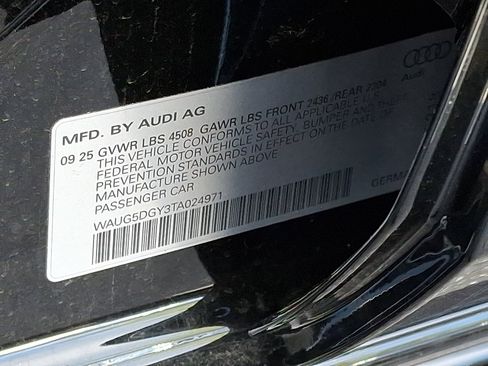 Audi
MFD. BY AUDI AG
09 25 GVWR LBS 4508 GAWR LBS FRONT 2436 /REAR 2204
THIS VEHICLE CONFORMS TO ALL APPLICABLE U.S.
FEDERAL MOTOR VEHICLE SAFETY, BUMPER AND THEFT
PREVENTION STANDARDS IN EFFECT ON THE DATE
MANUFACTURE SHOWN ABOVE
PASSENGER CAR
WAUG5DGY3TA024971